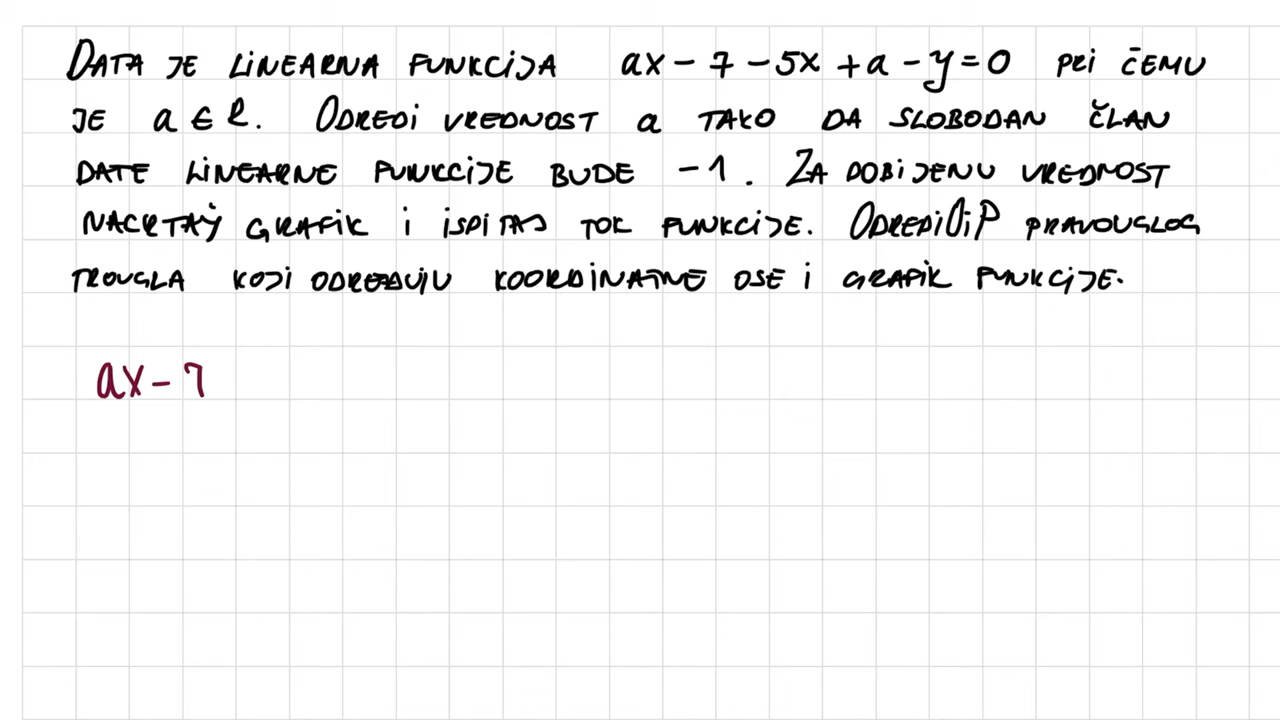 DATA JE LINEARNA FUNKCIJA ax - 7 - 5x + a - y = 0 PRI ČEMU
JE a ∈ R. ODREDI VREDNOST a TAKO DA SLOBODAN ČLAN
DATE LINEARNE FUNKCIJE BUDE -1. ZA DOBIJENU VREDNOST
NACRTAJ GRAFIK I ISPITAJ TOK FUNKCIJE. ODREDI O i P PRAVOUGLOG
TROUGLA KOJI ODREĐUJU KOORDINATNE OSE I GRAFIK FUNKCIJE.
ax - 7